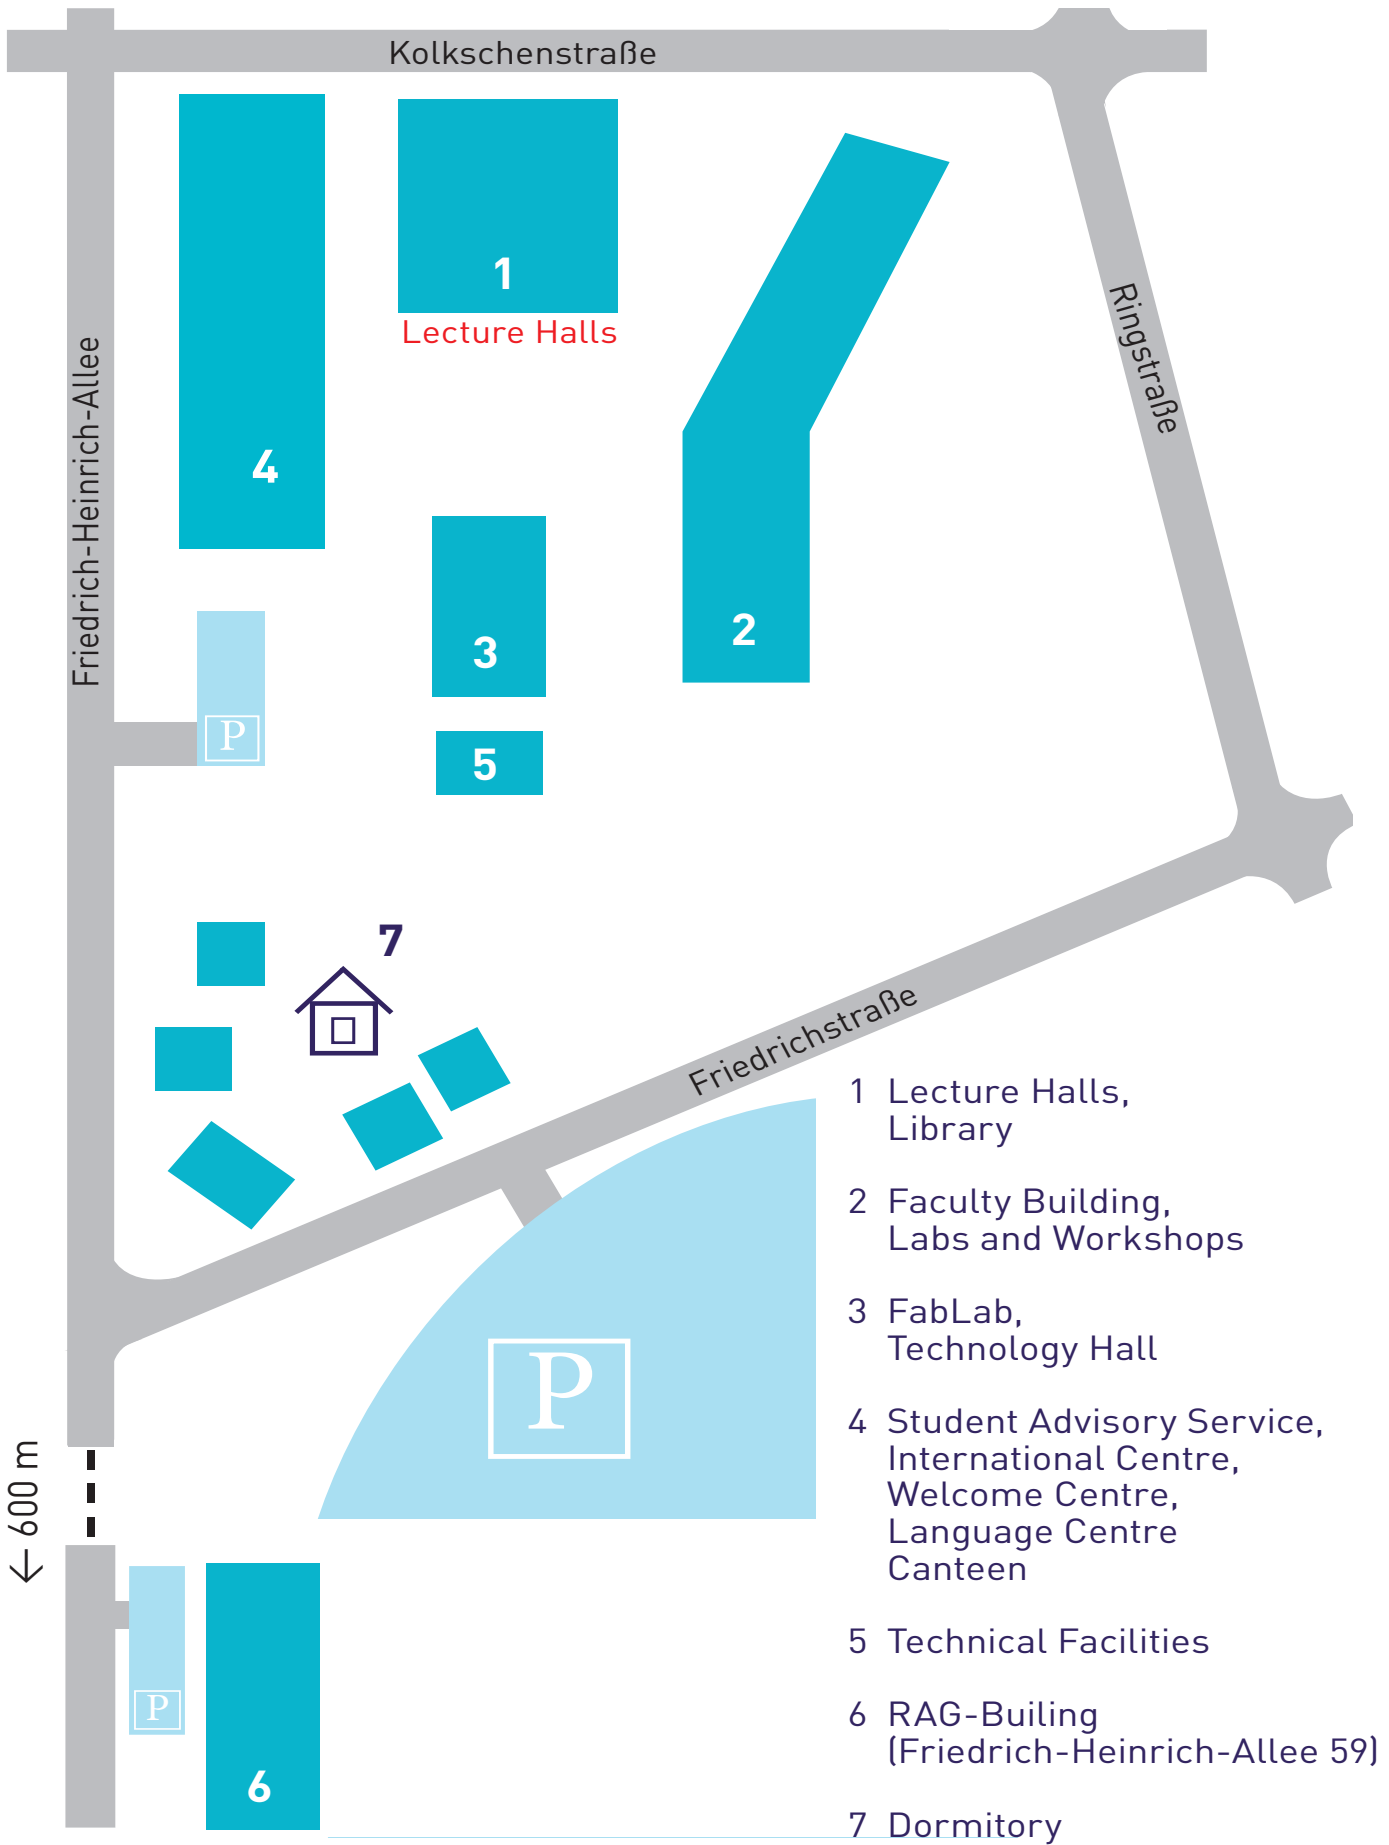 Kolkschenstraße
1
Lecture Halls
Ringstraße
Friedrich-Heinrich-Allee
4
3
2
P
5
7
Friedrichstraße
P
← 600 m
P
6
1 Lecture Halls,
Library
2 Faculty Building,
Labs and Workshops
3 FabLab,
Technology Hall
4 Student Advisory Service,
International Centre,
Welcome Centre,
Language Centre
Canteen
5 Technical Facilities
6 RAG-Builing
(Friedrich-Heinrich-Allee 59)
7 Dormitory